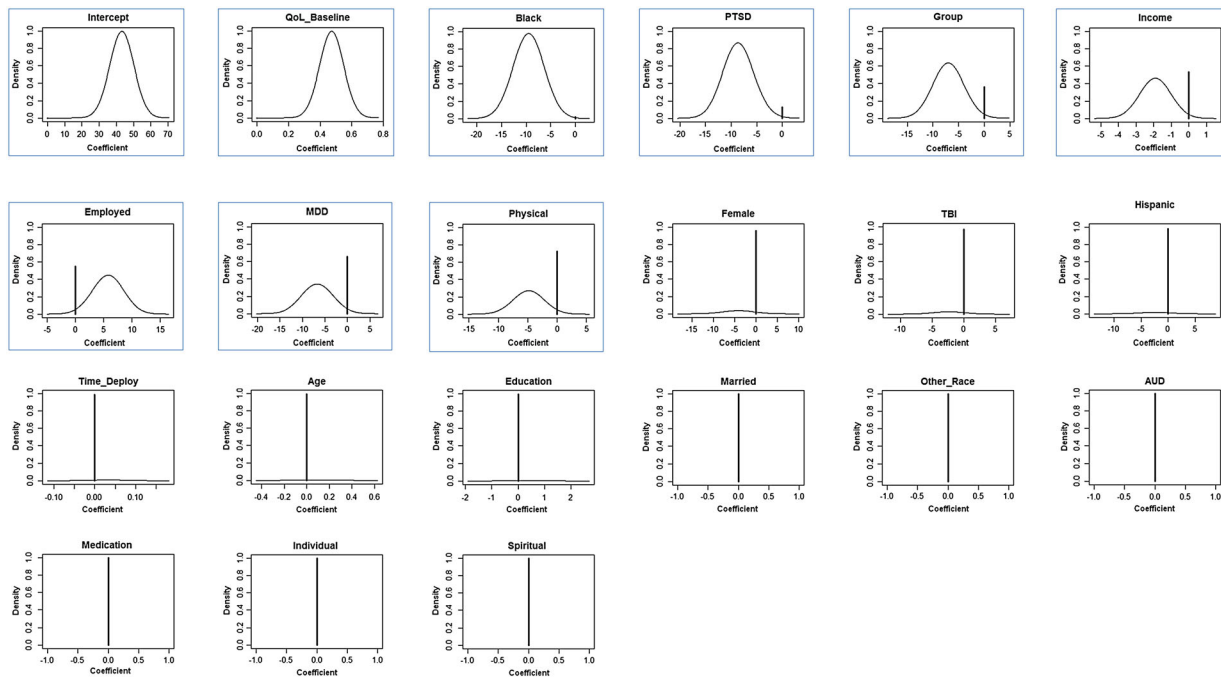 Intercept
Density
0.0 0.2 0.4 0.6 0.8 1.0
0 10 20 30 40 50 60 70
Coefficient
QoL_Baseline
Density
0.0 0.2 0.4 0.6 0.8 1.0
0.0 0.2 0.4 0.6 0.8
Coefficient
Black
Density
0.0 0.2 0.4 0.6 0.8 1.0
-20 -15 -10 -5 0
Coefficient
PTSD
Density
0.0 0.2 0.4 0.6 0.8 1.0
-20 -15 -10 -5 0
Coefficient
Group
Density
0.0 0.2 0.4 0.6 0.8 1.0
-15 -10 -5 0 5
Coefficient
Income
Density
0.0 0.2 0.4 0.6 0.8 1.0
-5 -4 -3 -2 -1 0 1
Coefficient
Employed
Density
0.0 0.2 0.4 0.6 0.8 1.0
-5 0 5 10 15
Coefficient
MDD
Density
0.0 0.2 0.4 0.6 0.8 1.0
-20 -15 -10 -5 0 5
Coefficient
Physical
Density
0.0 0.2 0.4 0.6 0.8 1.0
-15 -10 -5 0 5
Coefficient
Female
Density
0.0 0.2 0.4 0.6 0.8 1.0
-15 -10 -5 0 5 10
Coefficient
TBI
Density
0.0 0.2 0.4 0.6 0.8 1.0
-10 -5 0 5
Coefficient
Hispanic
Density
0.0 0.2 0.4 0.6 0.8 1.0
-10 -5 0 5
Coefficient
Time_Deploy
Density
0.0 0.2 0.4 0.6 0.8 1.0
-0.10 0.00 0.10
Coefficient
Age
Density
0.0 0.2 0.4 0.6 0.8 1.0
-0.4 -0.2 0.0 0.2 0.4 0.6
Coefficient
Education
Density
0.0 0.2 0.4 0.6 0.8 1.0
-2 -1 0 1 2
Coefficient
Married
Density
0.0 0.2 0.4 0.6 0.8 1.0
-1.0 -0.5 0.0 0.5 1.0
Coefficient
Other_Race
Density
0.0 0.2 0.4 0.6 0.8 1.0
-1.0 -0.5 0.0 0.5 1.0
Coefficient
AUD
Density
0.0 0.2 0.4 0.6 0.8 1.0
-1.0 -0.5 0.0 0.5 1.0
Coefficient
Medication
Density
0.0 0.2 0.4 0.6 0.8 1.0
-1.0 -0.5 0.0 0.5 1.0
Coefficient
Individual
Density
0.0 0.2 0.4 0.6 0.8 1.0
-1.0 -0.5 0.0 0.5 1.0
Coefficient
Spiritual
Density
0.0 0.2 0.4 0.6 0.8 1.0
-1.0 -0.5 0.0 0.5 1.0
Coefficient